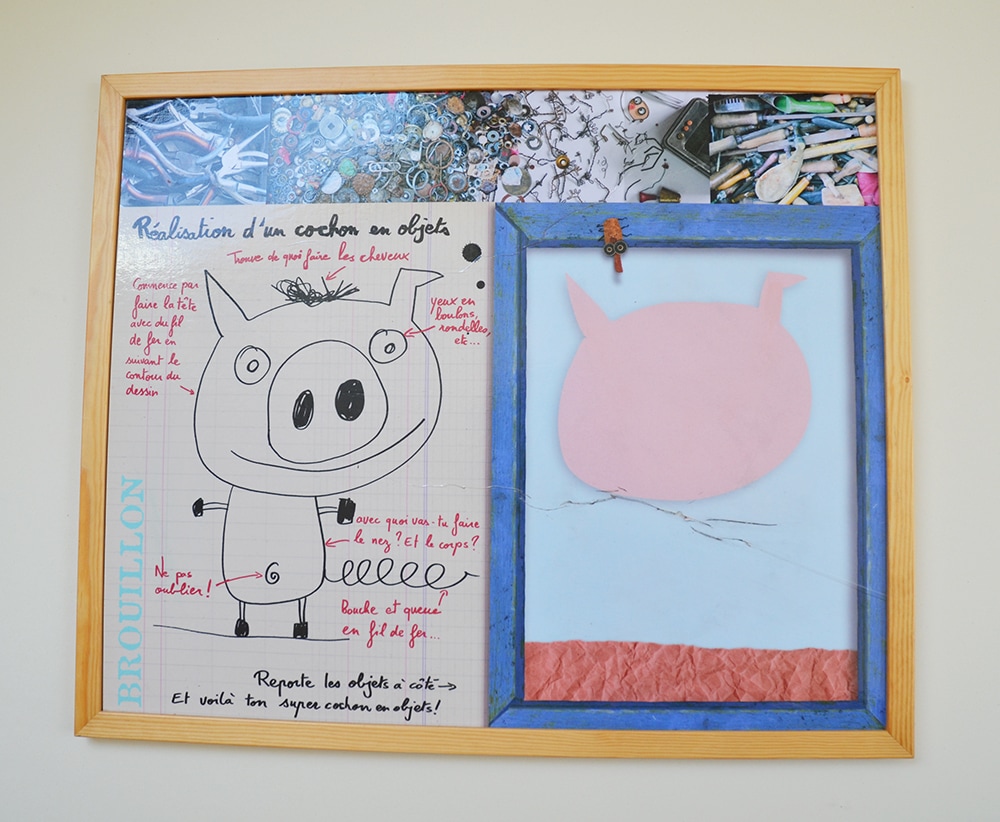 Réalisation d'un cochon en objets
Trouve de quoi faire les cheveux
Commence par
faire la tête
avec du fil
de fer en
suivant le
contour du
dessin
yeux en
boulons,
rondelles,
etc...
avec quoi vas-tu faire
le nez? Et le corps?
Ne pas
oublier!
Bouche et queue
en fil de fer...
BROUILLON
Reporte les objets à côté →
Et voilà ton super cochon en objets!